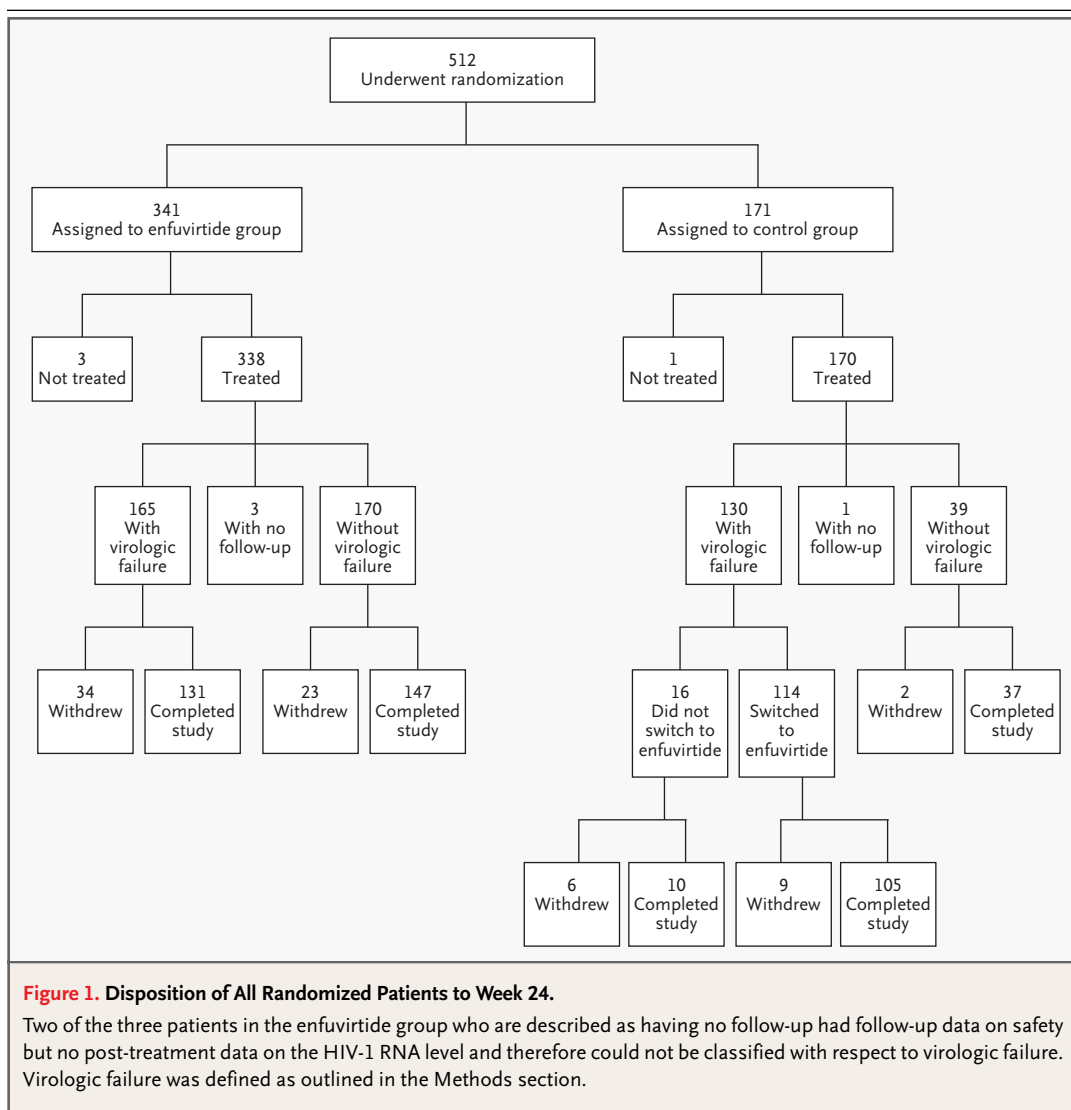 512
Underwent randomization
341
Assigned to enfuvirtide group
171
Assigned to control group
3
Not treated
338
Treated
1
Not treated
170
Treated
165
With
virologic
failure
3
With no
follow-up
170
Without
virologic
failure
130
With
virologic
failure
1
With no
follow-up
39
Without
virologic
failure
34
Withdrew
131
Completed
study
23
Withdrew
147
Completed
study
16
Did not
switch to
enfuvirtide
114
Switched
to
enfuvirtide
2
Withdrew
37
Completed
study
6
Withdrew
10
Completed
study
9
Withdrew
105
Completed
study
Figure 1. Disposition of All Randomized Patients to Week 24.
Two of the three patients in the enfuvirtide group who are described as having no follow-up had follow-up data on safety
but no post-treatment data on the HIV-1 RNA level and therefore could not be classified with respect to virologic failure.
Virologic failure was defined as outlined in the Methods section.